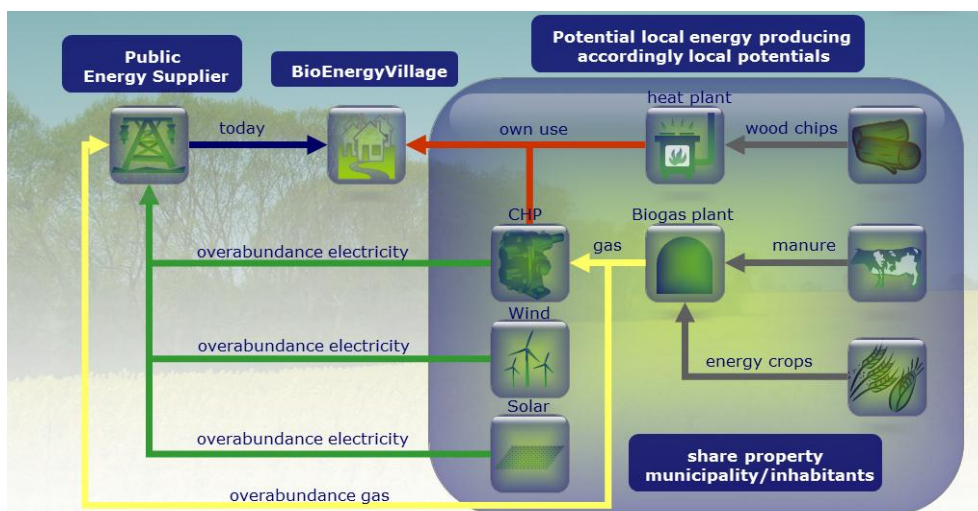 Public
Energy Supplier
BioEnergyVillage
Potential local energy producing
accordingly local potentials
today
own use
heat plant
wood chips
CHP
Biogas plant
overabundance electricity
gas
manure
Wind
overabundance electricity
energy crops
Solar
overabundance electricity
share property
municipality/inhabitants
overabundance gas